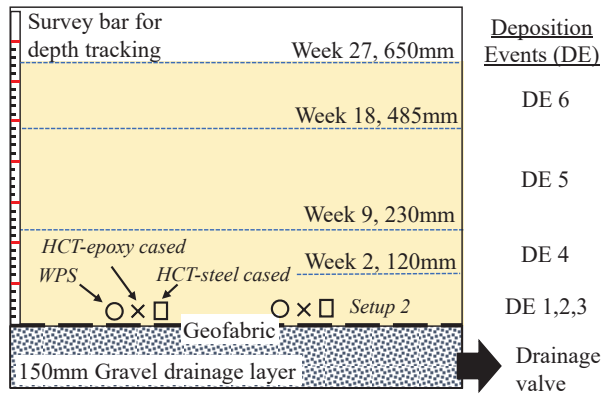 Survey bar for
depth tracking
Deposition
Events (DE)
Week 27, 650mm
DE 6
Week 18, 485mm
DE 5
Week 9, 230mm
HCT-epoxy cased
DE 4
WPS
HCT-steel cased
Week 2, 120mm
Setup 2
DE 1,2,3
Geofabric
150mm Gravel drainage layer
Drainage
valve